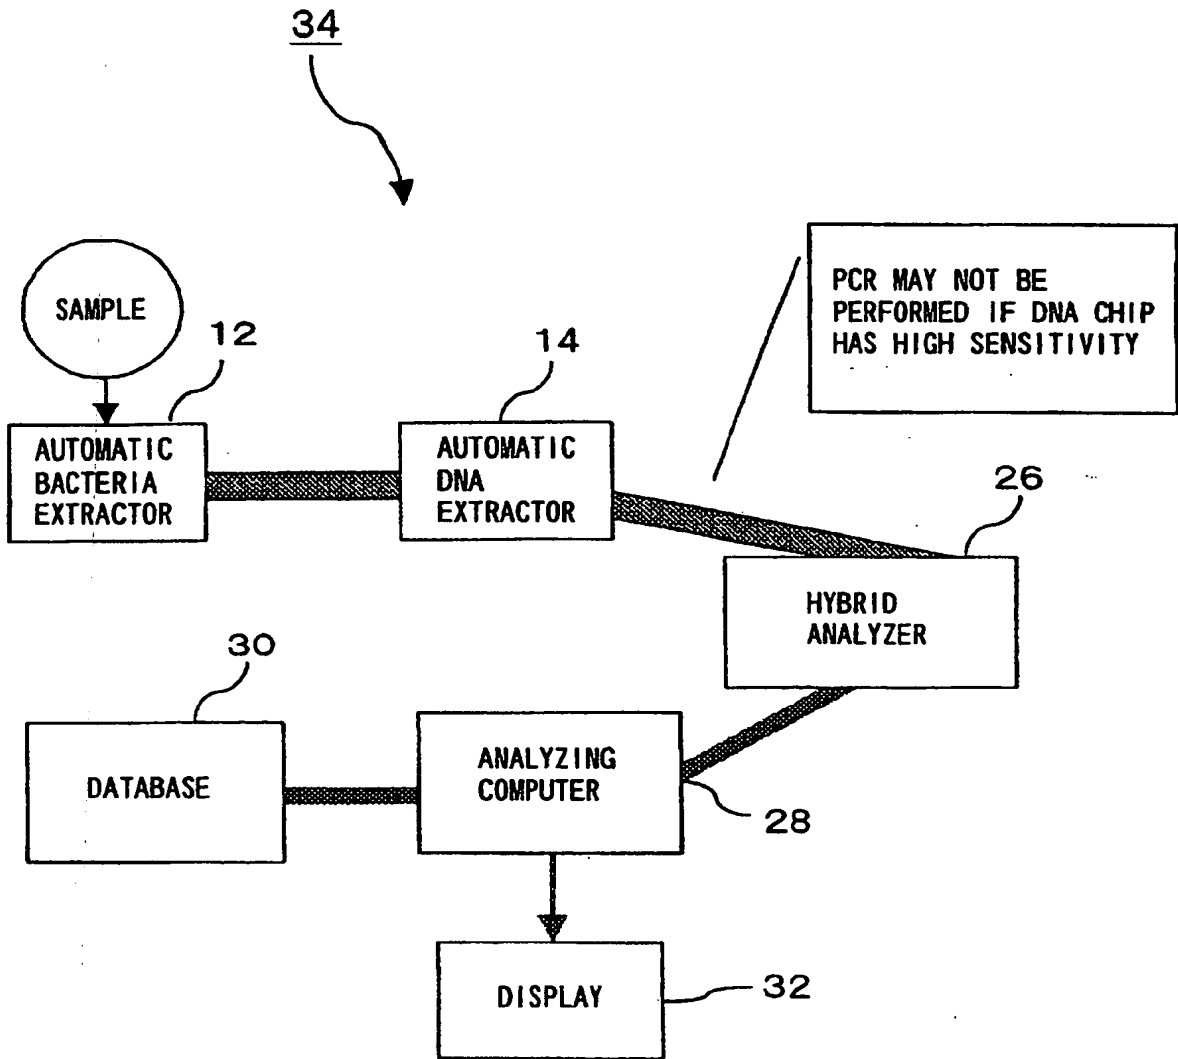 34
SAMPLE
12
14
PCR MAY NOT BE
PERFORMED IF DNA CHIP
HAS HIGH SENSITIVITY
AUTOMATIC
BACTERIA
EXTRACTOR
AUTOMATIC
DNA
EXTRACTOR
26
HYBRID
ANALYZER
30
DATABASE
ANALYZING
COMPUTER
28
DISPLAY
32